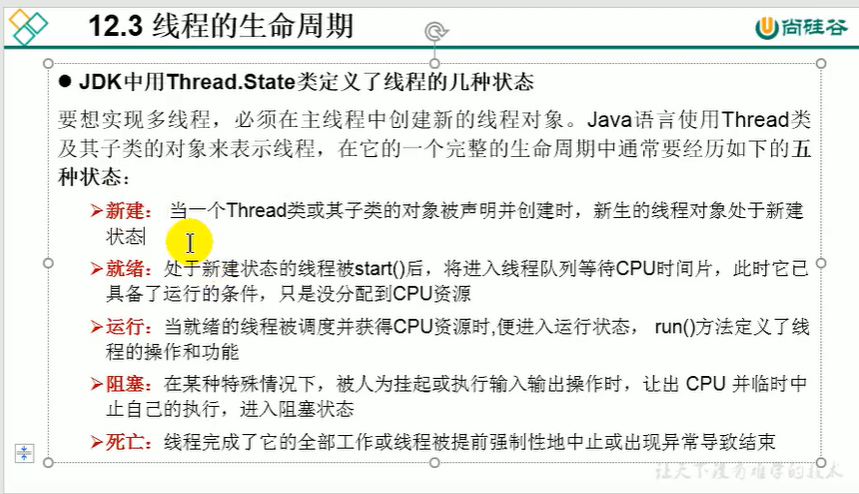 12.3 线程的生命周期
尚硅谷
● JDK中用Thread.State类定义了线程的几种状态
要想实现多线程，必须在主线程中创建新的线程对象。Java语言使用Thread类
及其子类的对象来表示线程，在它的一个完整的生命周期中通常要经历如下的五
种状态：
➢新建： 当一个Thread类或其子类的对象被声明并创建时，新生的线程对象处于新建
状态
➢就绪：处于新建状态的线程被start()后，将进入线程队列等待CPU时间片，此时它已
具备了运行的条件，只是没分配到CPU资源
➢运行：当就绪的线程被调度并获得CPU资源时,便进入运行状态， run()方法定义了线
程的操作和功能
➢阻塞：在某种特殊情况下，被人为挂起或执行输入输出操作时，让出 CPU 并临时中
止自己的执行，进入阻塞状态
➢死亡：线程完成了它的全部工作或线程被提前强制性地中止或出现异常导致结束
让天下没有难学的技术